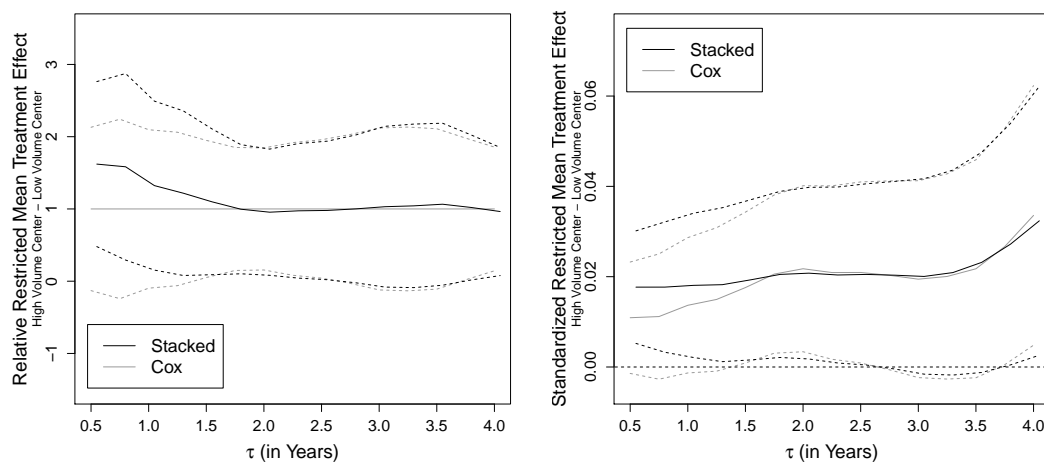 Relative Restricted Mean Treatment Effect
High Volume Center − Low Volume Center
3
2
1
0
−1
Stacked
Cox
0.5 1.0 1.5 2.0 2.5 3.0 3.5 4.0
τ (in Years)
Standardized Restricted Mean Treatment Effect
High Volume Center − Low Volume Center
0.06
0.04
0.02
0.00
Stacked
Cox
0.5 1.0 1.5 2.0 2.5 3.0 3.5 4.0
τ (in Years)